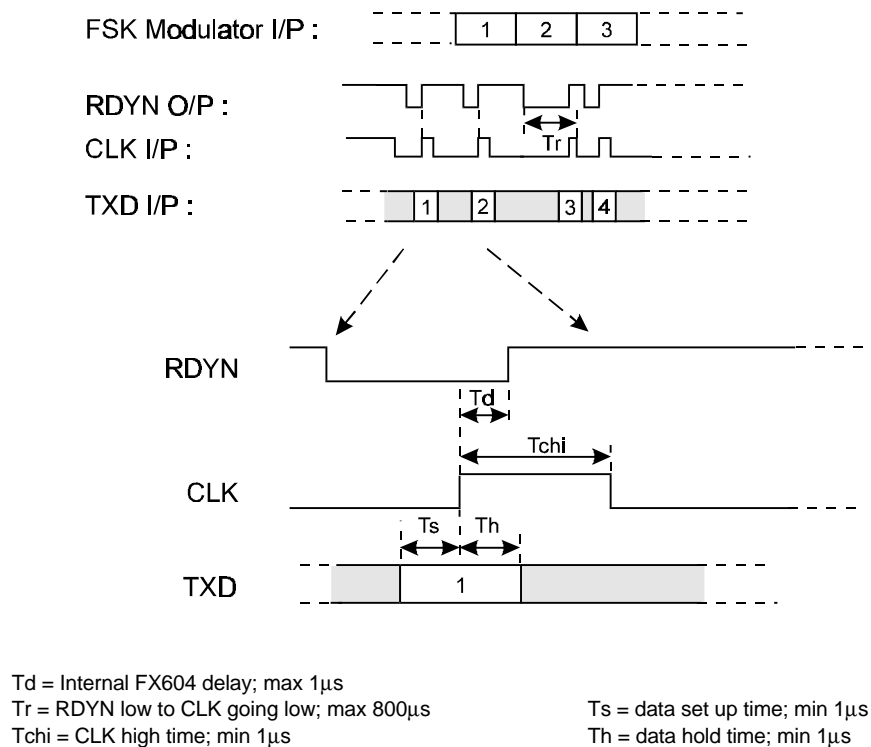 FSK Modulator I/P : 1 2 3
RDYN O/P :
Tr
CLK I/P :
TXD I/P : 1 2 3 4
RDYN
Td
Tchi
CLK
Ts Th
TXD 1
Td = Internal FX604 delay; max 1µs
Tr = RDYN low to CLK going low; max 800µs
Ts = data set up time; min 1µs
Tchi = CLK high time; min 1µs
Th = data hold time; min 1µs